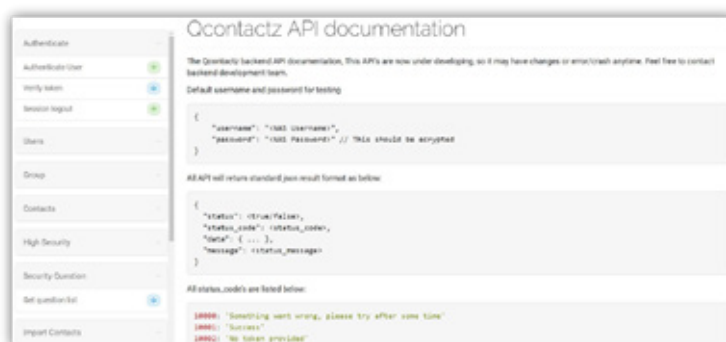 Qcontactz API documentation
Authenticate
Authenticate User
Verify token
Session logout
Users
Group
Contacts
High Security
Security Question
Get question list
Import Contacts
The Qcontactz backend API documentation, This API's are now under developing, so it may have changes or error/crash anytime. Feel free to contact
backend development team.
Default username and password for testing
{
"username": "<NAS Username>",
"password": "<NAS Password>" // This should be encrypted
}
All API will return standard json result format as below:
{
"status": <true/false>,
"status_code": <status_code>,
"data": { ... },
"message": <status_message>
}
All status_code's are listed below:
10000: 'Something went wrong, please try after some time'
10001: 'Success'
10002: 'No token provided'